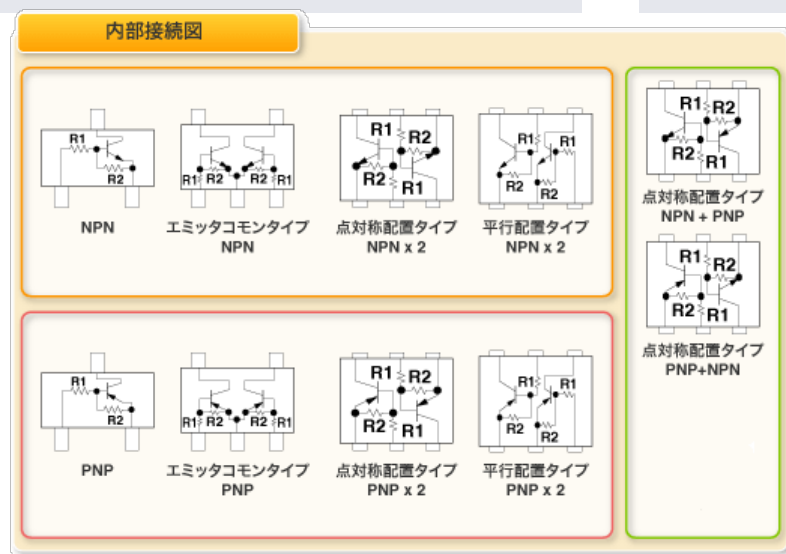 内部接続図
R1
R2
NPN
R1 R2 R2 R1
エミッタコモンタイプ
NPN
R1 R2
R2 R1
点対称配置タイプ
NPN x 2
R1 R1
R2 R2
平行配置タイプ
NPN x 2
R1 R2
R2 R1
点対称配置タイプ
NPN + PNP
R1 R2
R2 R1
点対称配置タイプ
PNP+NPN
R1
R2
PNP
R1 R2 R2 R1
エミッタコモンタイプ
PNP
R1 R2
R2 R1
点対称配置タイプ
PNP x 2
R1 R1
R2 R2
平行配置タイプ
PNP x 2